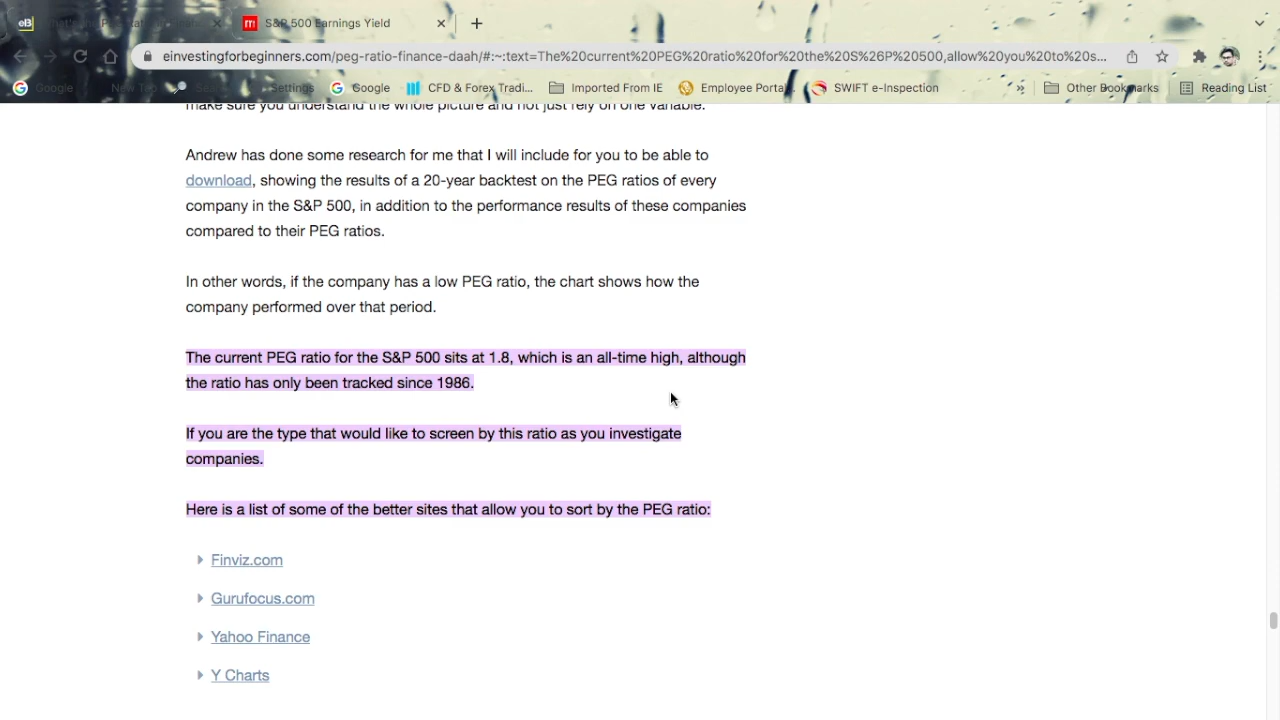 eB
m
S&P 500 Earnings Yield
einvestingforbeginners.com/peg-ratio-finance-daah/#:~:text=The%20current%20PEG%20ratio%20for%20the%20S%26P%20500,allow%20you%20to%20s...
Google New Tab Search Settings Google CFD & Forex Tradi... Imported From IE Employee Portal SWIFT e-Inspection » Other Bookmarks Reading List
make sure you understand the whole picture and not just rely on one variable.
Andrew has done some research for me that I will include for you to be able to
download, showing the results of a 20-year backtest on the PEG ratios of every
company in the S&P 500, in addition to the performance results of these companies
compared to their PEG ratios.
In other words, if the company has a low PEG ratio, the chart shows how the
company performed over that period.
The current PEG ratio for the S&P 500 sits at 1.8, which is an all-time high, although
the ratio has only been tracked since 1986.
If you are the type that would like to screen by this ratio as you investigate
companies.
Here is a list of some of the better sites that allow you to sort by the PEG ratio:
Finviz.com
Gurufocus.com
Yahoo Finance
Y Charts